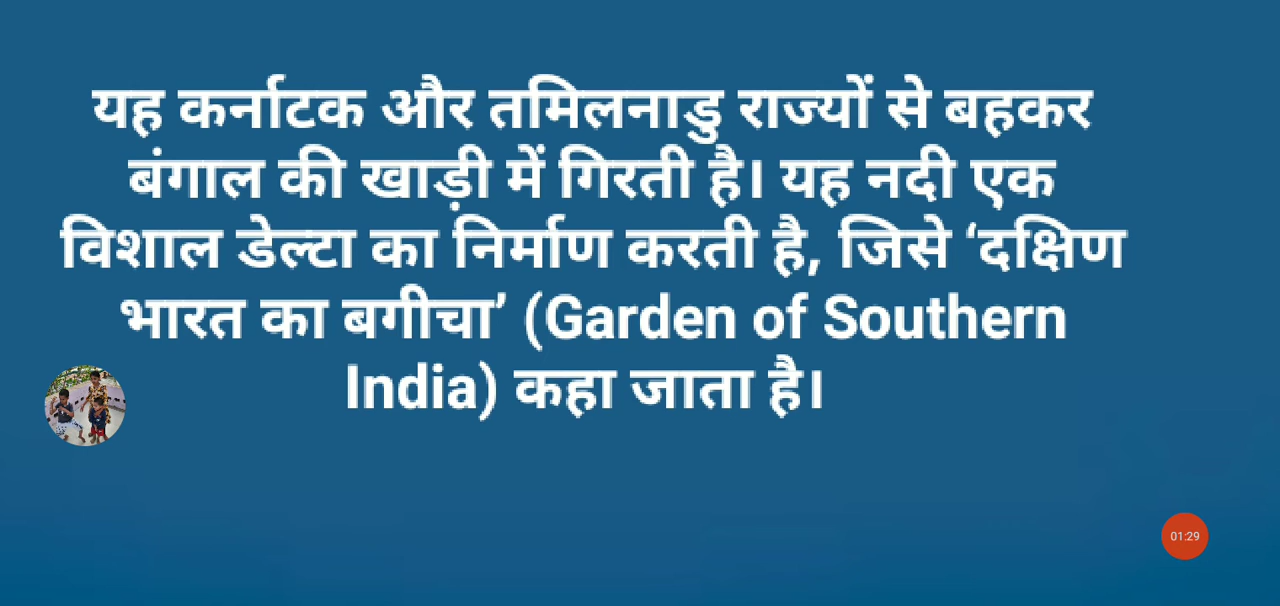 यह कर्नाटक और तमिलनाडु राज्यों से बहकर
बंगाल की खाड़ी में गिरती है। यह नदी एक
विशाल डेल्टा का निर्माण करती है, जिसे ‘दक्षिण
भारत का बगीचा’ (Garden of Southern
India) कहा जाता है।
01:29